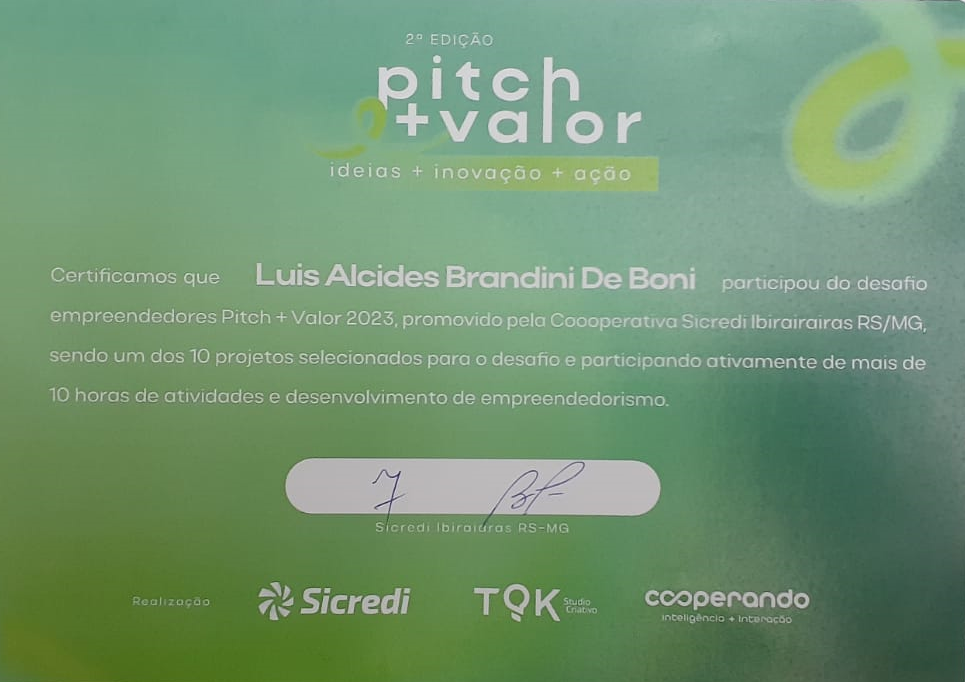 2ª EDIÇÃO
pitch
+valor
ideias + inovação + ação
Certificamos que Luis Alcides Brandini De Boni participou do desafio
empreendedores Pitch + Valor 2023, promovido pela Coooperativa Sicredi Ibirairairas RS/MG,
sendo um dos 10 projetos selecionados para o desafio e participando ativamente de mais de
10 horas de atividades e desenvolvimento de empreendedorismo.
Sicredi Ibiraiaras RS-MG
Realização
Sicredi
TQK Studio Criativo
cooperando
Inteligência + Interação